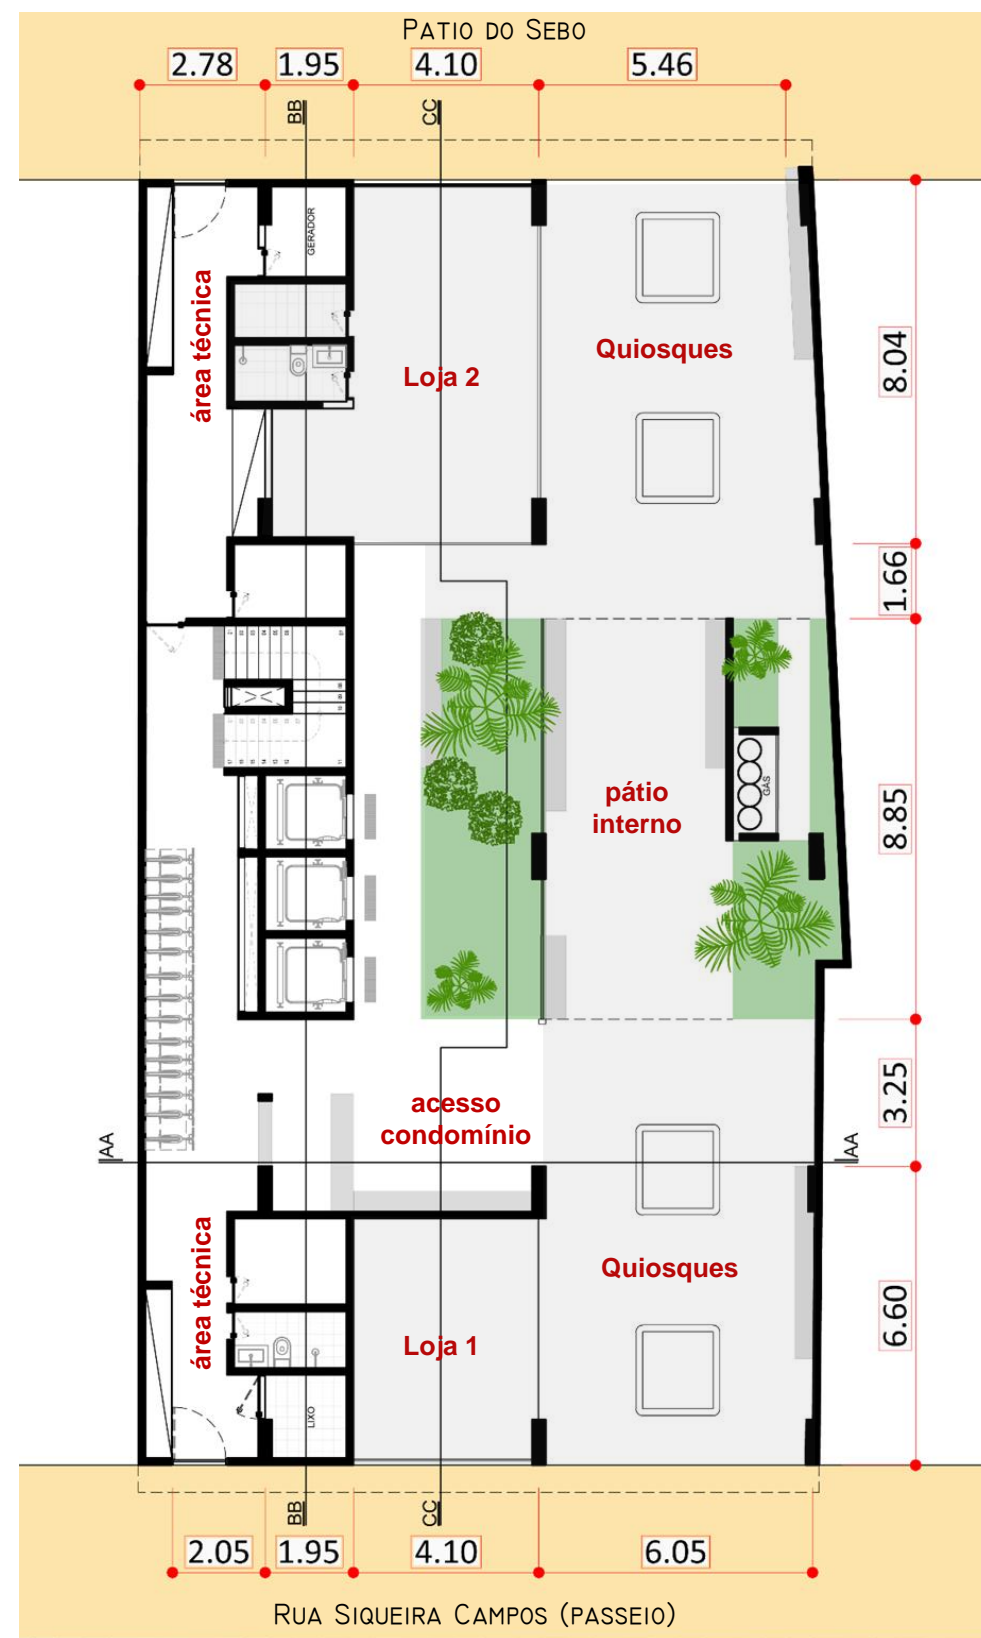 PATIO DO SEBO
2.78
1.95
4.10
5.46
BB
CC
GERADOR
área técnica
Loja 2
Quiosques
8.04
1.66
pátio
interno
GÁS
8.85
acesso
condomínio
3.25
AA
AA
área técnica
Loja 1
Quiosques
6.60
LIXO
BB
CC
2.05
1.95
4.10
6.05
RUA SIQUEIRA CAMPOS (PASSEIO)